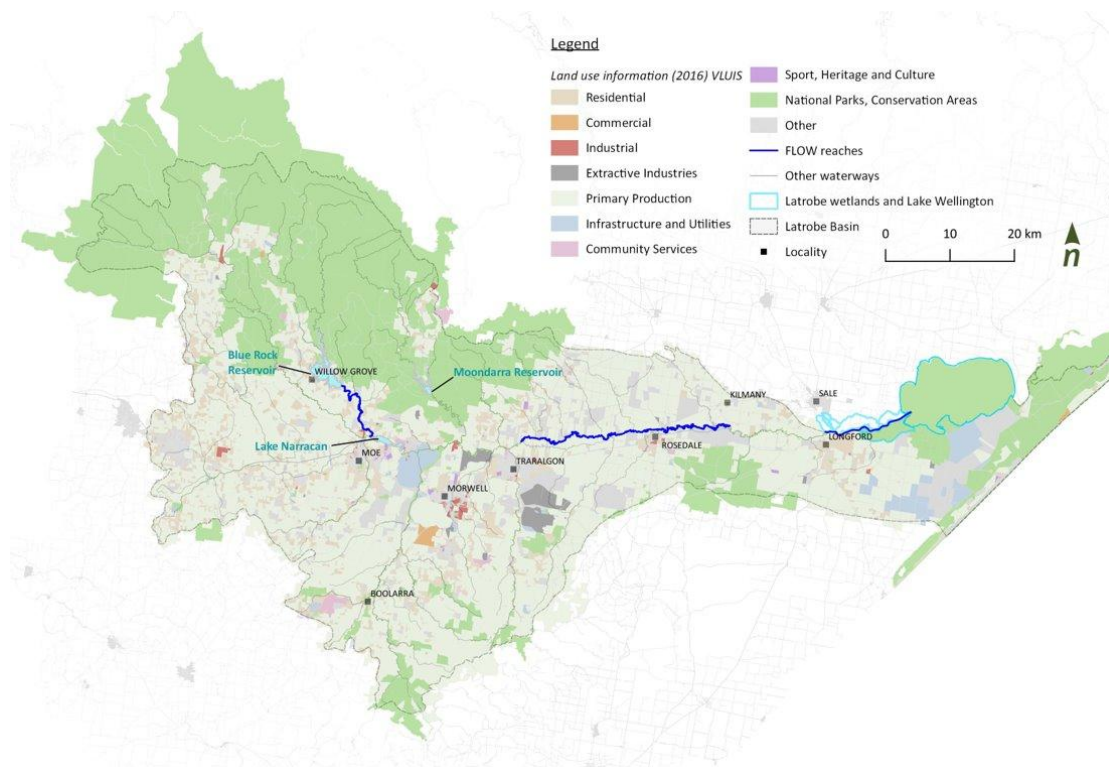 Legend
Land use information (2016) VLUIS
Residential
Commercial
Industrial
Extractive Industries
Primary Production
Infrastructure and Utilities
Community Services
Sport, Heritage and Culture
National Parks, Conservation Areas
Other
FLOW reaches
Other waterways
Latrobe wetlands and Lake Wellington
Latrobe Basin
Locality
0 10 20 km
n
Blue Rock
Reservoir
WILLOW GROVE
Moondarra Reservoir
Lake Narracan
MOE
MORWELL
TRARALGON
ROSEDALE
KILMANY
SALE
LONGFORD
BOOLARRA